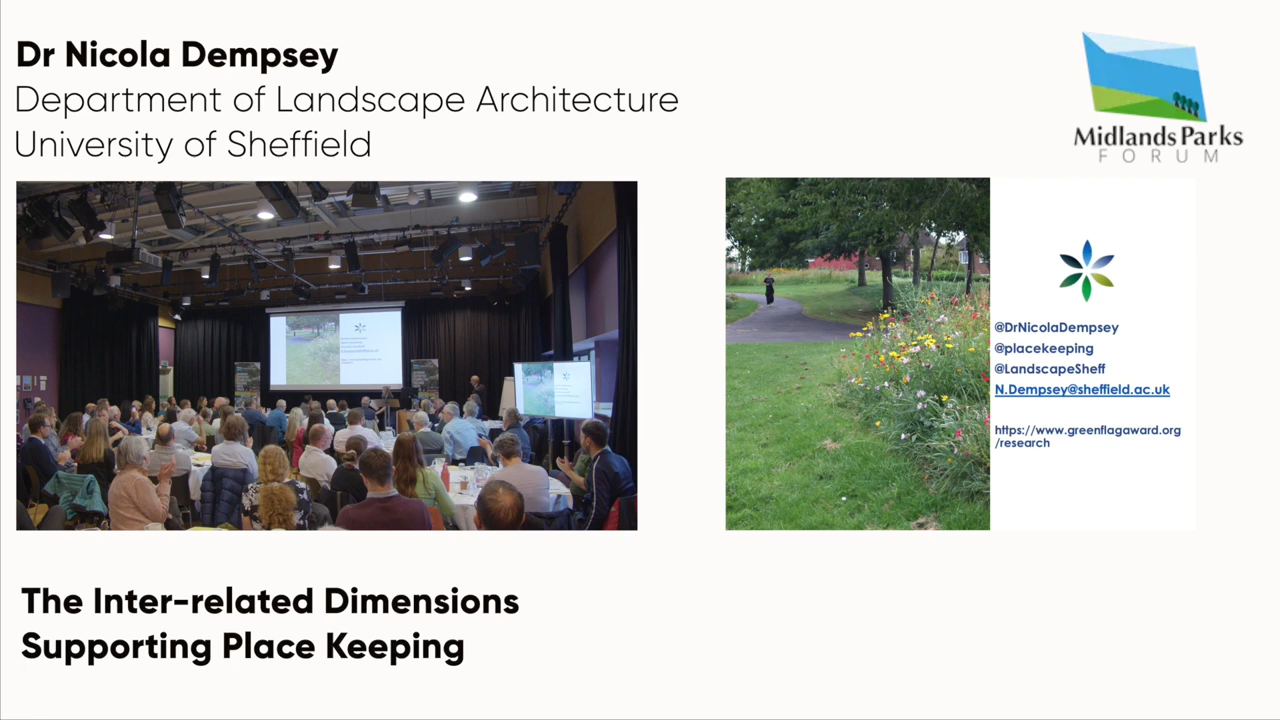 Dr Nicola Dempsey
Department of Landscape Architecture
University of Sheffield
Midlands Parks
FORUM
@DrNicolaDempsey
@placekeeping
@LandscapeSheff
N.Dempsey@sheffield.ac.uk
https://www.greenflagaward.org
/research
The Inter-related Dimensions
Supporting Place Keeping